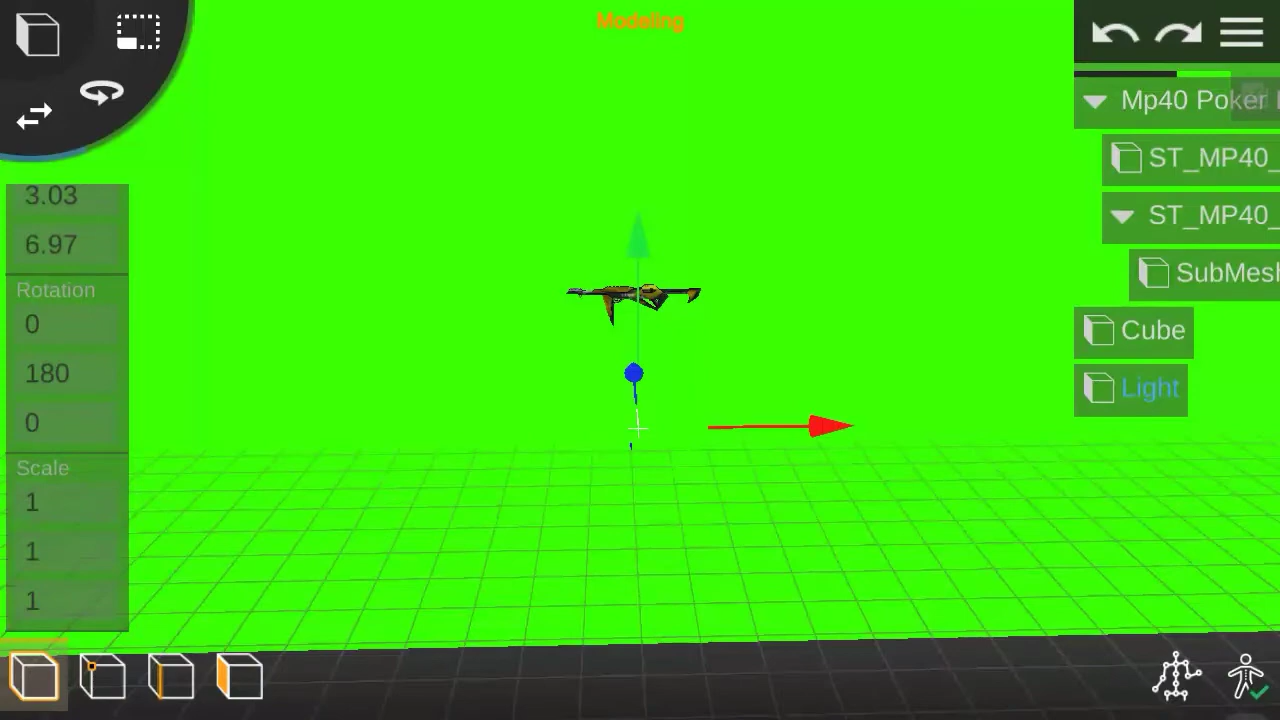 Modeling
Mp40 Poker
ST_MP40_
ST_MP40_
SubMesh
Cube
Light
3.03
6.97
Rotation
0
180
0
Scale
1
1
1